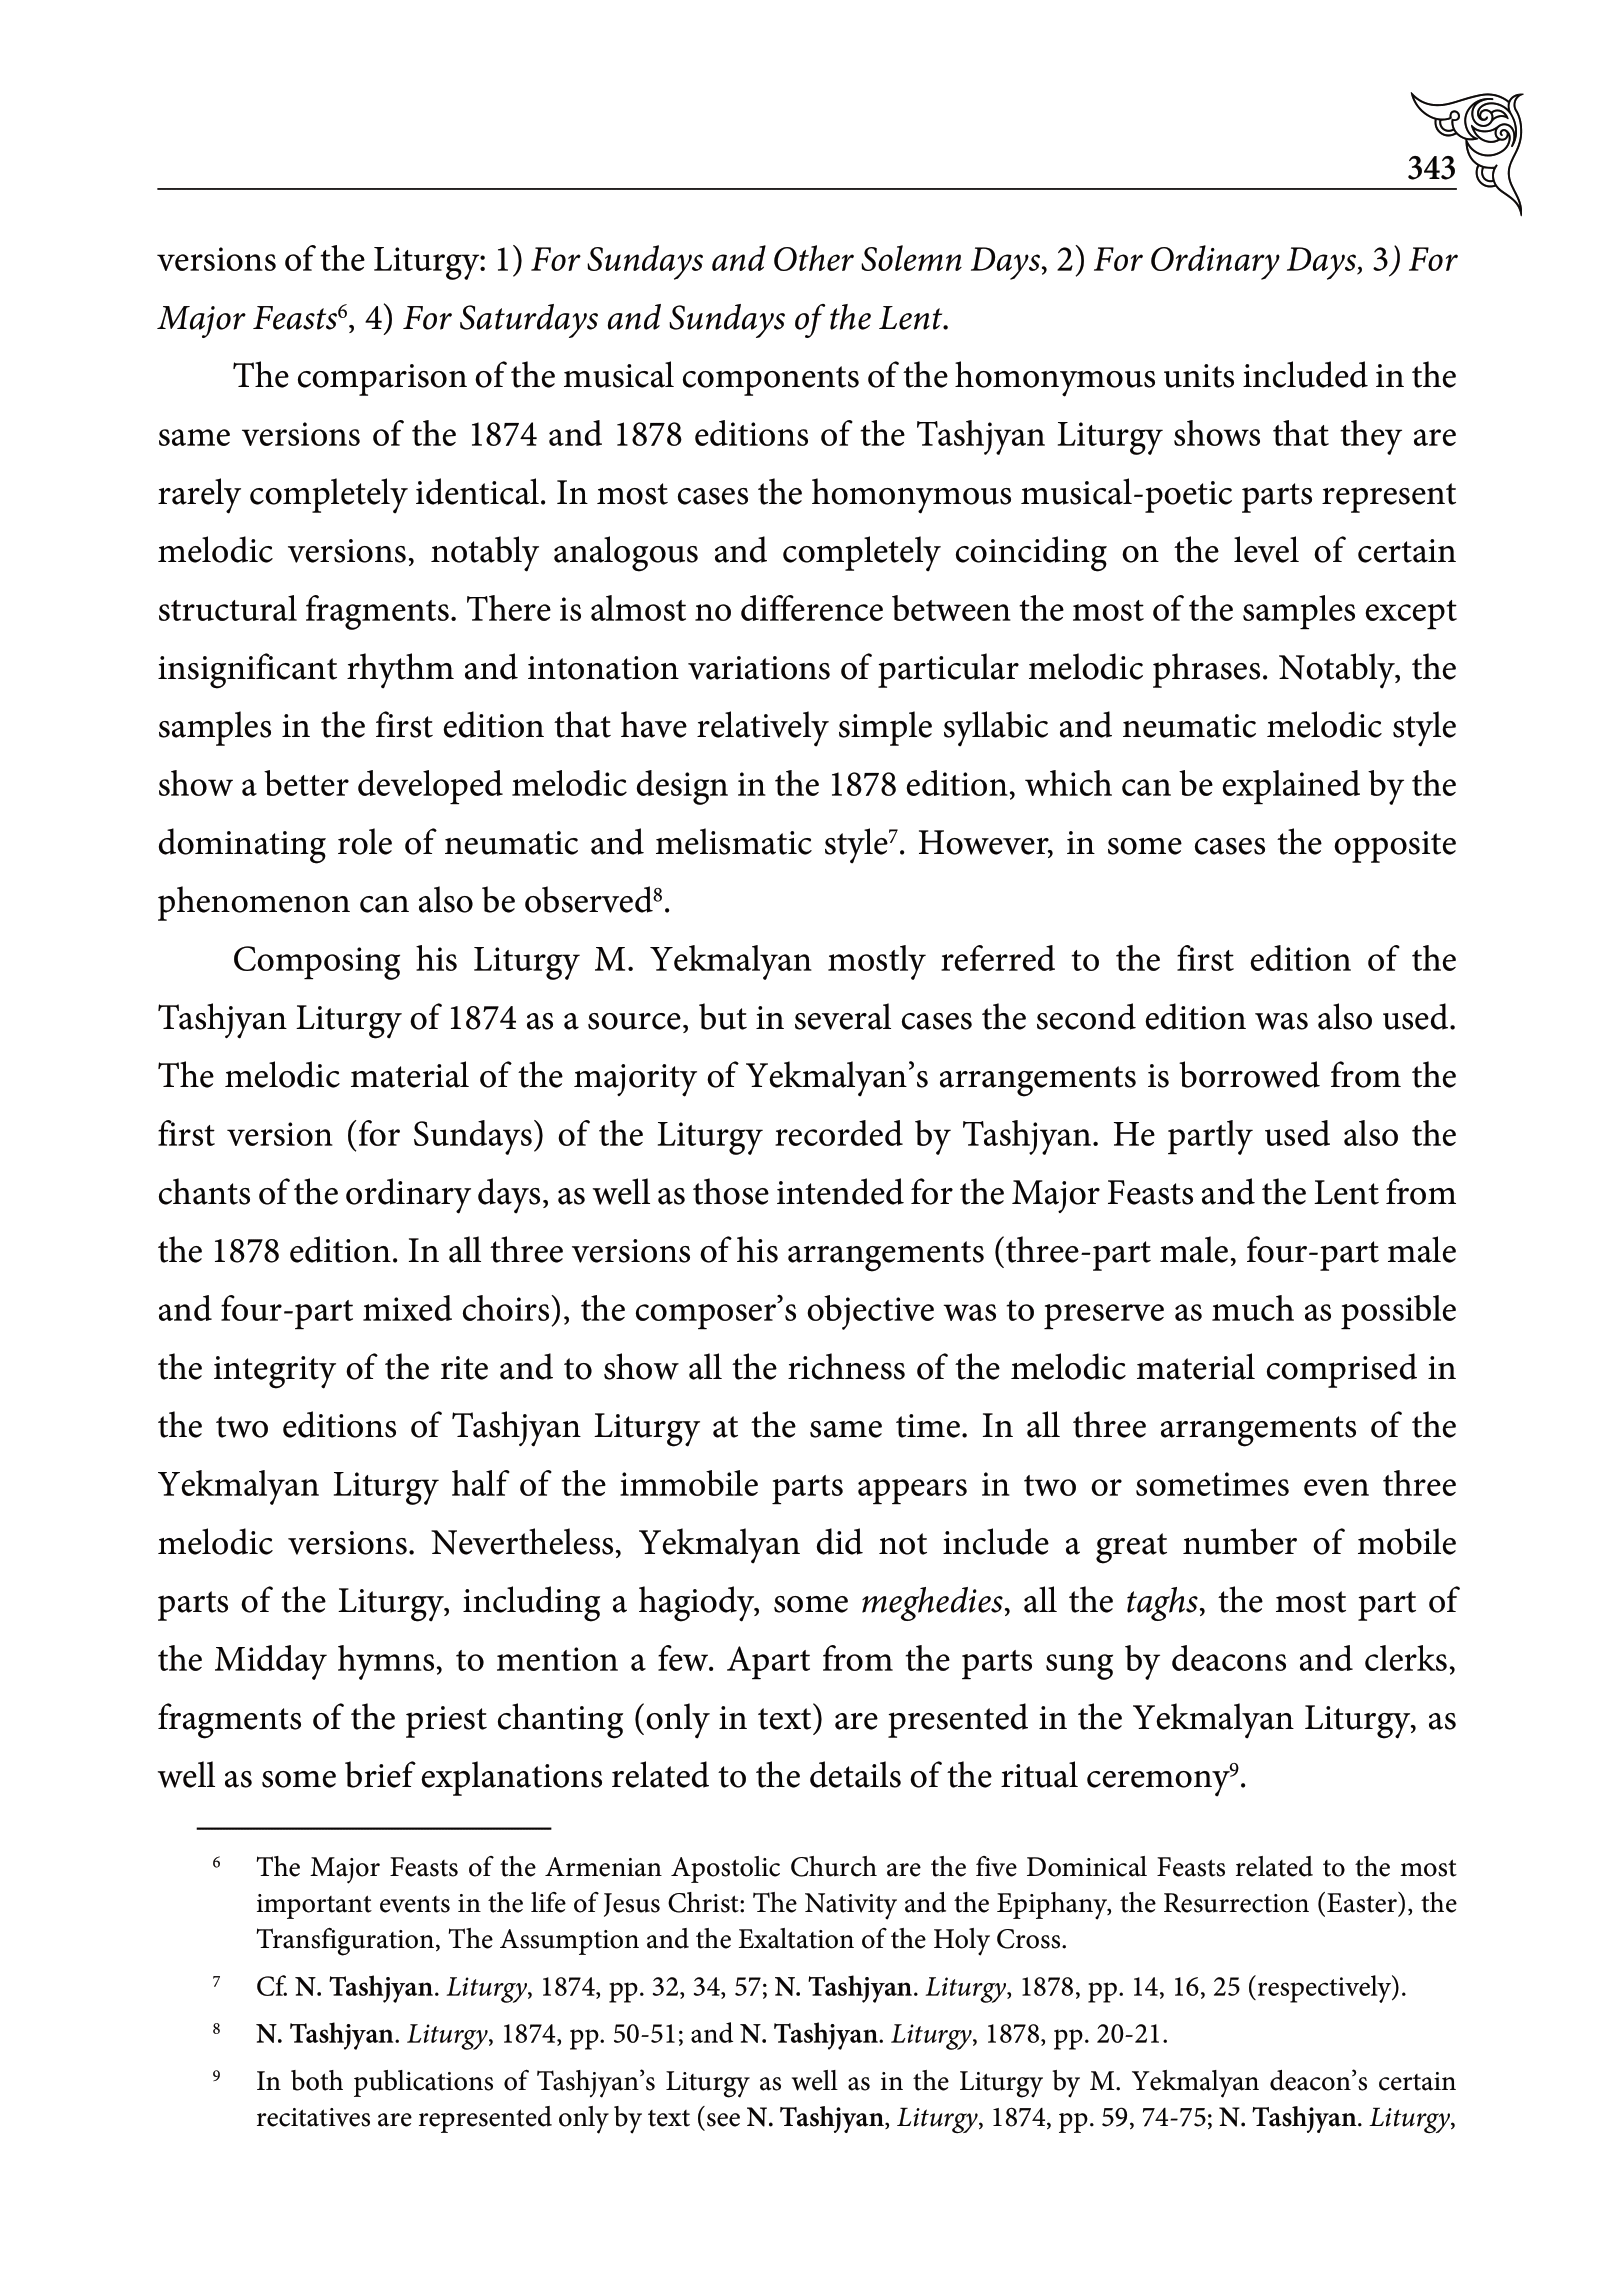 343
versions of the Liturgy: 1) For Sundays and Other Solemn Days, 2) For Ordinary Days, 3) For
Major Feasts⁶, 4) For Saturdays and Sundays of the Lent.
The comparison of the musical components of the homonymous units included in the
same versions of the 1874 and 1878 editions of the Tashjyan Liturgy shows that they are
rarely completely identical. In most cases the homonymous musical-poetic parts represent
melodic versions, notably analogous and completely coinciding on the level of certain
structural fragments. There is almost no difference between the most of the samples except
insignificant rhythm and intonation variations of particular melodic phrases. Notably, the
samples in the first edition that have relatively simple syllabic and neumatic melodic style
show a better developed melodic design in the 1878 edition, which can be explained by the
dominating role of neumatic and melismatic style⁷. However, in some cases the opposite
phenomenon can also be observed⁸.
Composing his Liturgy M. Yekmalyan mostly referred to the first edition of the
Tashjyan Liturgy of 1874 as a source, but in several cases the second edition was also used.
The melodic material of the majority of Yekmalyan’s arrangements is borrowed from the
first version (for Sundays) of the Liturgy recorded by Tashjyan. He partly used also the
chants of the ordinary days, as well as those intended for the Major Feasts and the Lent from
the 1878 edition. In all three versions of his arrangements (three-part male, four-part male
and four-part mixed choirs), the composer’s objective was to preserve as much as possible
the integrity of the rite and to show all the richness of the melodic material comprised in
the two editions of Tashjyan Liturgy at the same time. In all three arrangements of the
Yekmalyan Liturgy half of the immobile parts appears in two or sometimes even three
melodic versions. Nevertheless, Yekmalyan did not include a great number of mobile
parts of the Liturgy, including a hagiody, some meghedies, all the taghs, the most part of
the Midday hymns, to mention a few. Apart from the parts sung by deacons and clerks,
fragments of the priest chanting (only in text) are presented in the Yekmalyan Liturgy, as
well as some brief explanations related to the details of the ritual ceremony⁹.
⁶ The Major Feasts of the Armenian Apostolic Church are the five Dominical Feasts related to the most
important events in the life of Jesus Christ: The Nativity and the Epiphany, the Resurrection (Easter), the
Transfiguration, The Assumption and the Exaltation of the Holy Cross.
⁷ Cf. N. Tashjyan. Liturgy, 1874, pp. 32, 34, 57; N. Tashjyan. Liturgy, 1878, pp. 14, 16, 25 (respectively).
⁸ N. Tashjyan. Liturgy, 1874, pp. 50-51; and N. Tashjyan. Liturgy, 1878, pp. 20-21.
⁹ In both publications of Tashjyan’s Liturgy as well as in the Liturgy by M. Yekmalyan deacon’s certain
recitatives are represented only by text (see N. Tashjyan, Liturgy, 1874, pp. 59, 74-75; N. Tashjyan. Liturgy,